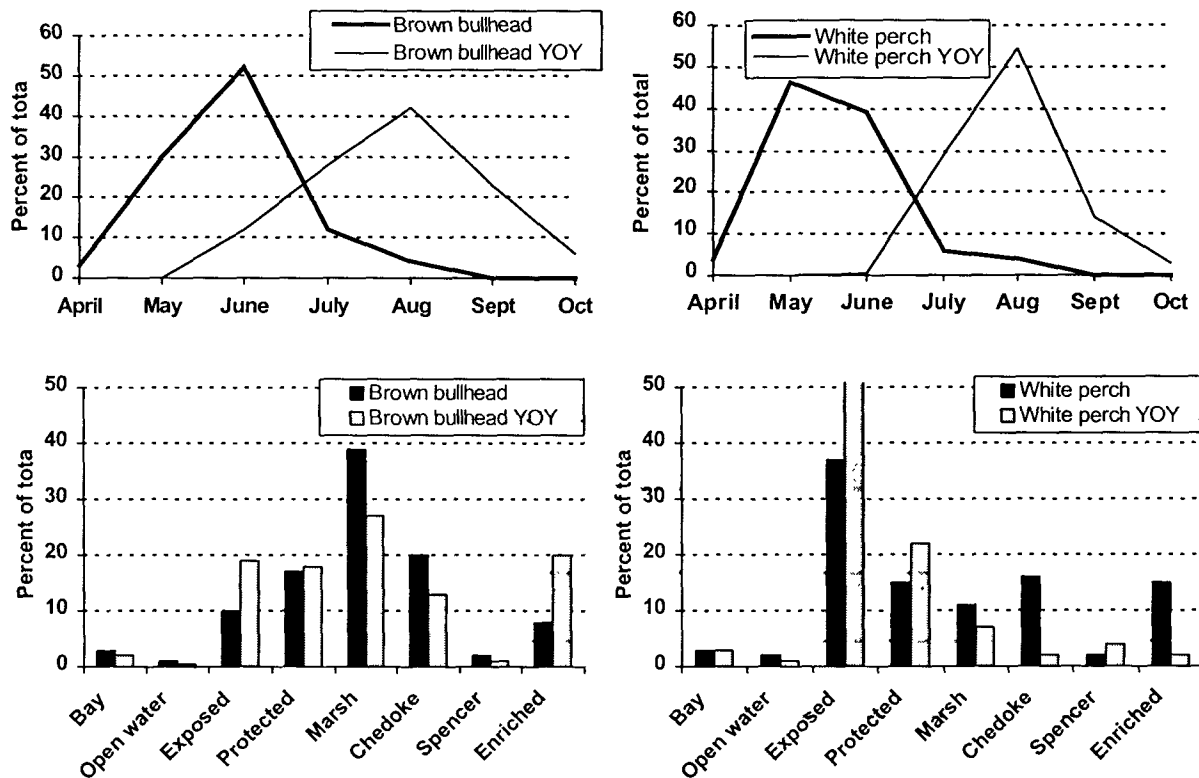 Brown bullhead
Brown bullhead YOY
Percent of tota
60
50
40
30
20
10
0
April May June July Aug Sept Oct
White perch
White perch YOY
Percent of total
60
50
40
30
20
10
0
April May June July Aug Sept Oct
Brown bullhead
Brown bullhead YOY
Percent of tota
50
40
30
20
10
0
Bay Open water Exposed Protected Marsh Chedoke Spencer Enriched
White perch
White perch YOY
Percent of tota
50
40
30
20
10
0
Bay Open water Exposed Protected Marsh Chedoke Spencer Enriched